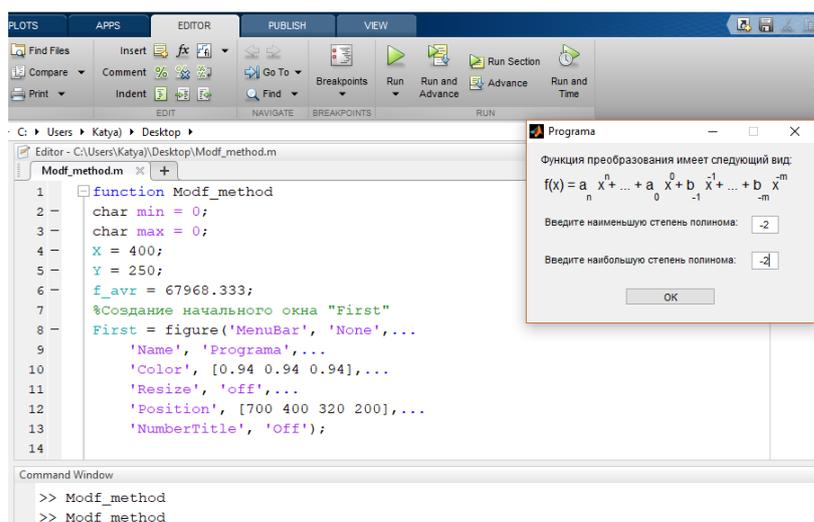 PLOTS APPS EDITOR PUBLISH VIEW
Find Files Insert fx
Compare Comment % Go To Breakpoints Run Run and Advance Run Section Advance Run and Time
Print Indent Find
EDIT NAVIGATE BREAKPOINTS RUN
C: Users Katya) Desktop
Editor - C:\Users\Katya)\Desktop\Modf_method.m
Modf_method.m
1 function Modf_method
2 – char min = 0;
3 – char max = 0;
4 – X = 400;
5 – Y = 250;
6 – f_avr = 67968.333;
7 %Создание начального окна "First"
8 – First = figure('MenuBar', 'None',...
9 'Name', 'Programa',...
10 'Color', [0.94 0.94 0.94],...
11 'Resize', 'off',...
12 'Position', [700 400 320 200],...
13 'NumberTitle', 'Off');
14
Command Window
>> Modf_method
>> Modf_method
Programa
Функция преобразования имеет следующий вид:
f(x) = a_n x^n + ... + a_0 x^0 + b_-1 x^-1 + ... + b_-m x^-m
Введите наименьшую степень полинома: -2
Введите наибольшую степень полинома: -2
OK